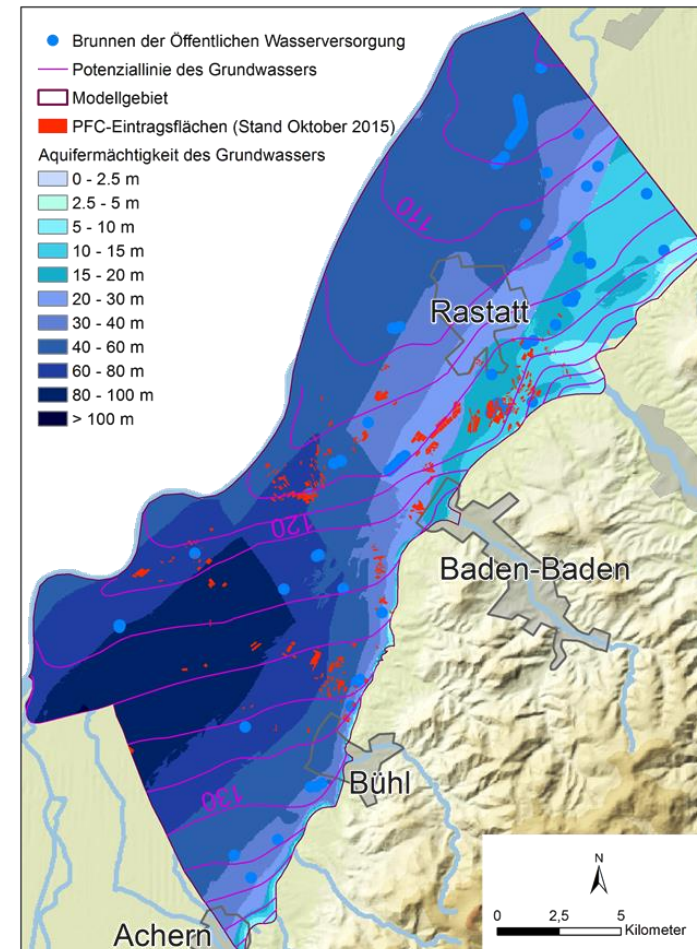 Brunnen der Öffentlichen Wasserversorgung
Potenziallinie des Grundwassers
Modellgebiet
PFC-Eintragsflächen (Stand Oktober 2015)
Aquifermächtigkeit des Grundwassers
0 - 2.5 m
2.5 - 5 m
5 - 10 m
10 - 15 m
15 - 20 m
20 - 30 m
30 - 40 m
40 - 60 m
60 - 80 m
80 - 100 m
> 100 m
110
Rastatt
120
Baden-Baden
Bühl
130
Achern
N
0 2,5 5
Kilometer